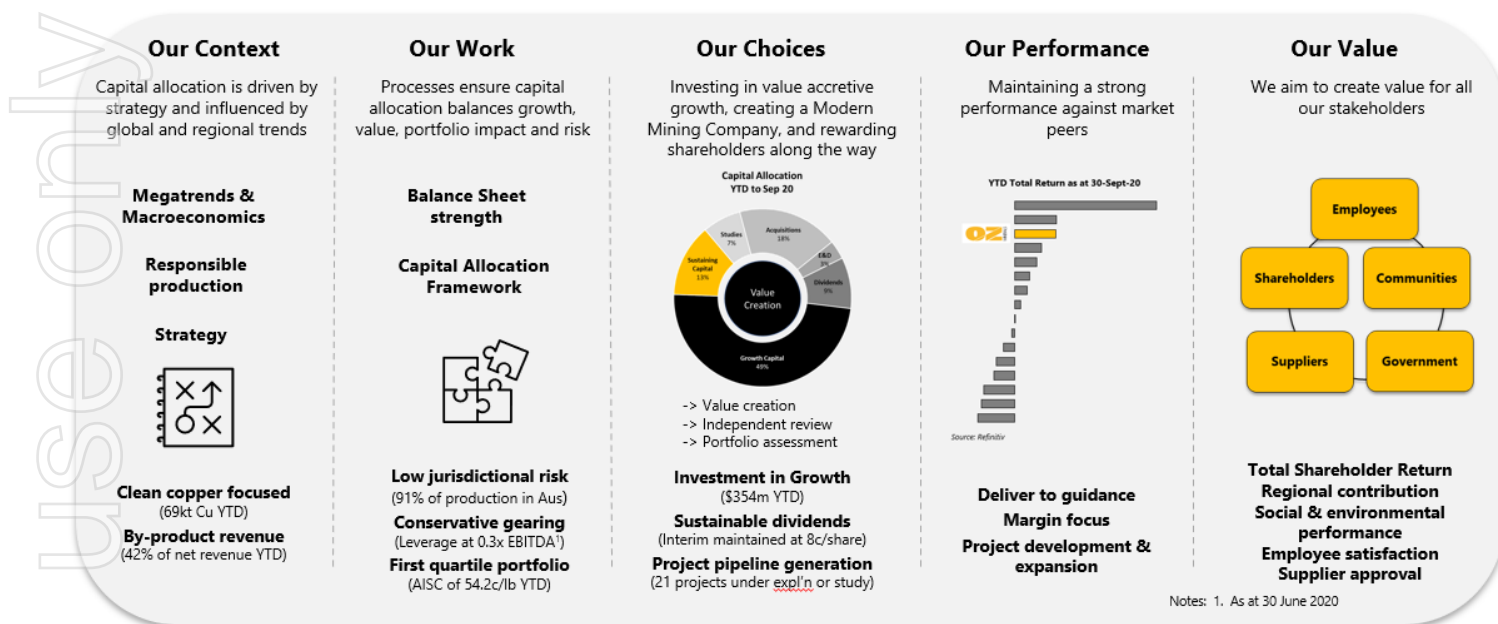 use only
Our Context
Capital allocation is driven by
strategy and influenced by
global and regional trends
Megatrends &
Macroeconomics
Responsible
production
Strategy
Clean copper focused
(69kt Cu YTD)
By-product revenue
(42% of net revenue YTD)
Our Work
Processes ensure capital
allocation balances growth,
value, portfolio impact and risk
Balance Sheet
strength
Capital Allocation
Framework
Low jurisdictional risk
(91% of production in Aus)
Conservative gearing
(Leverage at 0.3x EBITDA¹)
First quartile portfolio
(AISC of 54.2c/lb YTD)
Our Choices
Investing in value accretive
growth, creating a Modern
Mining Company, and rewarding
shareholders along the way
Capital Allocation
YTD to Sep 20
Studies
7%
Acquisitions
18%
E&D
3%
Sustaining
Capital
13%
Dividends
9%
Value
Creation
Growth Capital
49%
-> Value creation
-> Independent review
-> Portfolio assessment
Investment in Growth
($354m YTD)
Sustainable dividends
(Interim maintained at 8c/share)
Project pipeline generation
(21 projects under expl'n or study)
Our Performance
Maintaining a strong
performance against market
peers
YTD Total Return as at 30-Sept-20
OZ
Source: Refinitiv
Deliver to guidance
Margin focus
Project development &
expansion
Our Value
We aim to create value for all
our stakeholders
Employees
Shareholders
Communities
Suppliers
Government
Total Shareholder Return
Regional contribution
Social & environmental
performance
Employee satisfaction
Supplier approval
Notes: 1. As at 30 June 2020